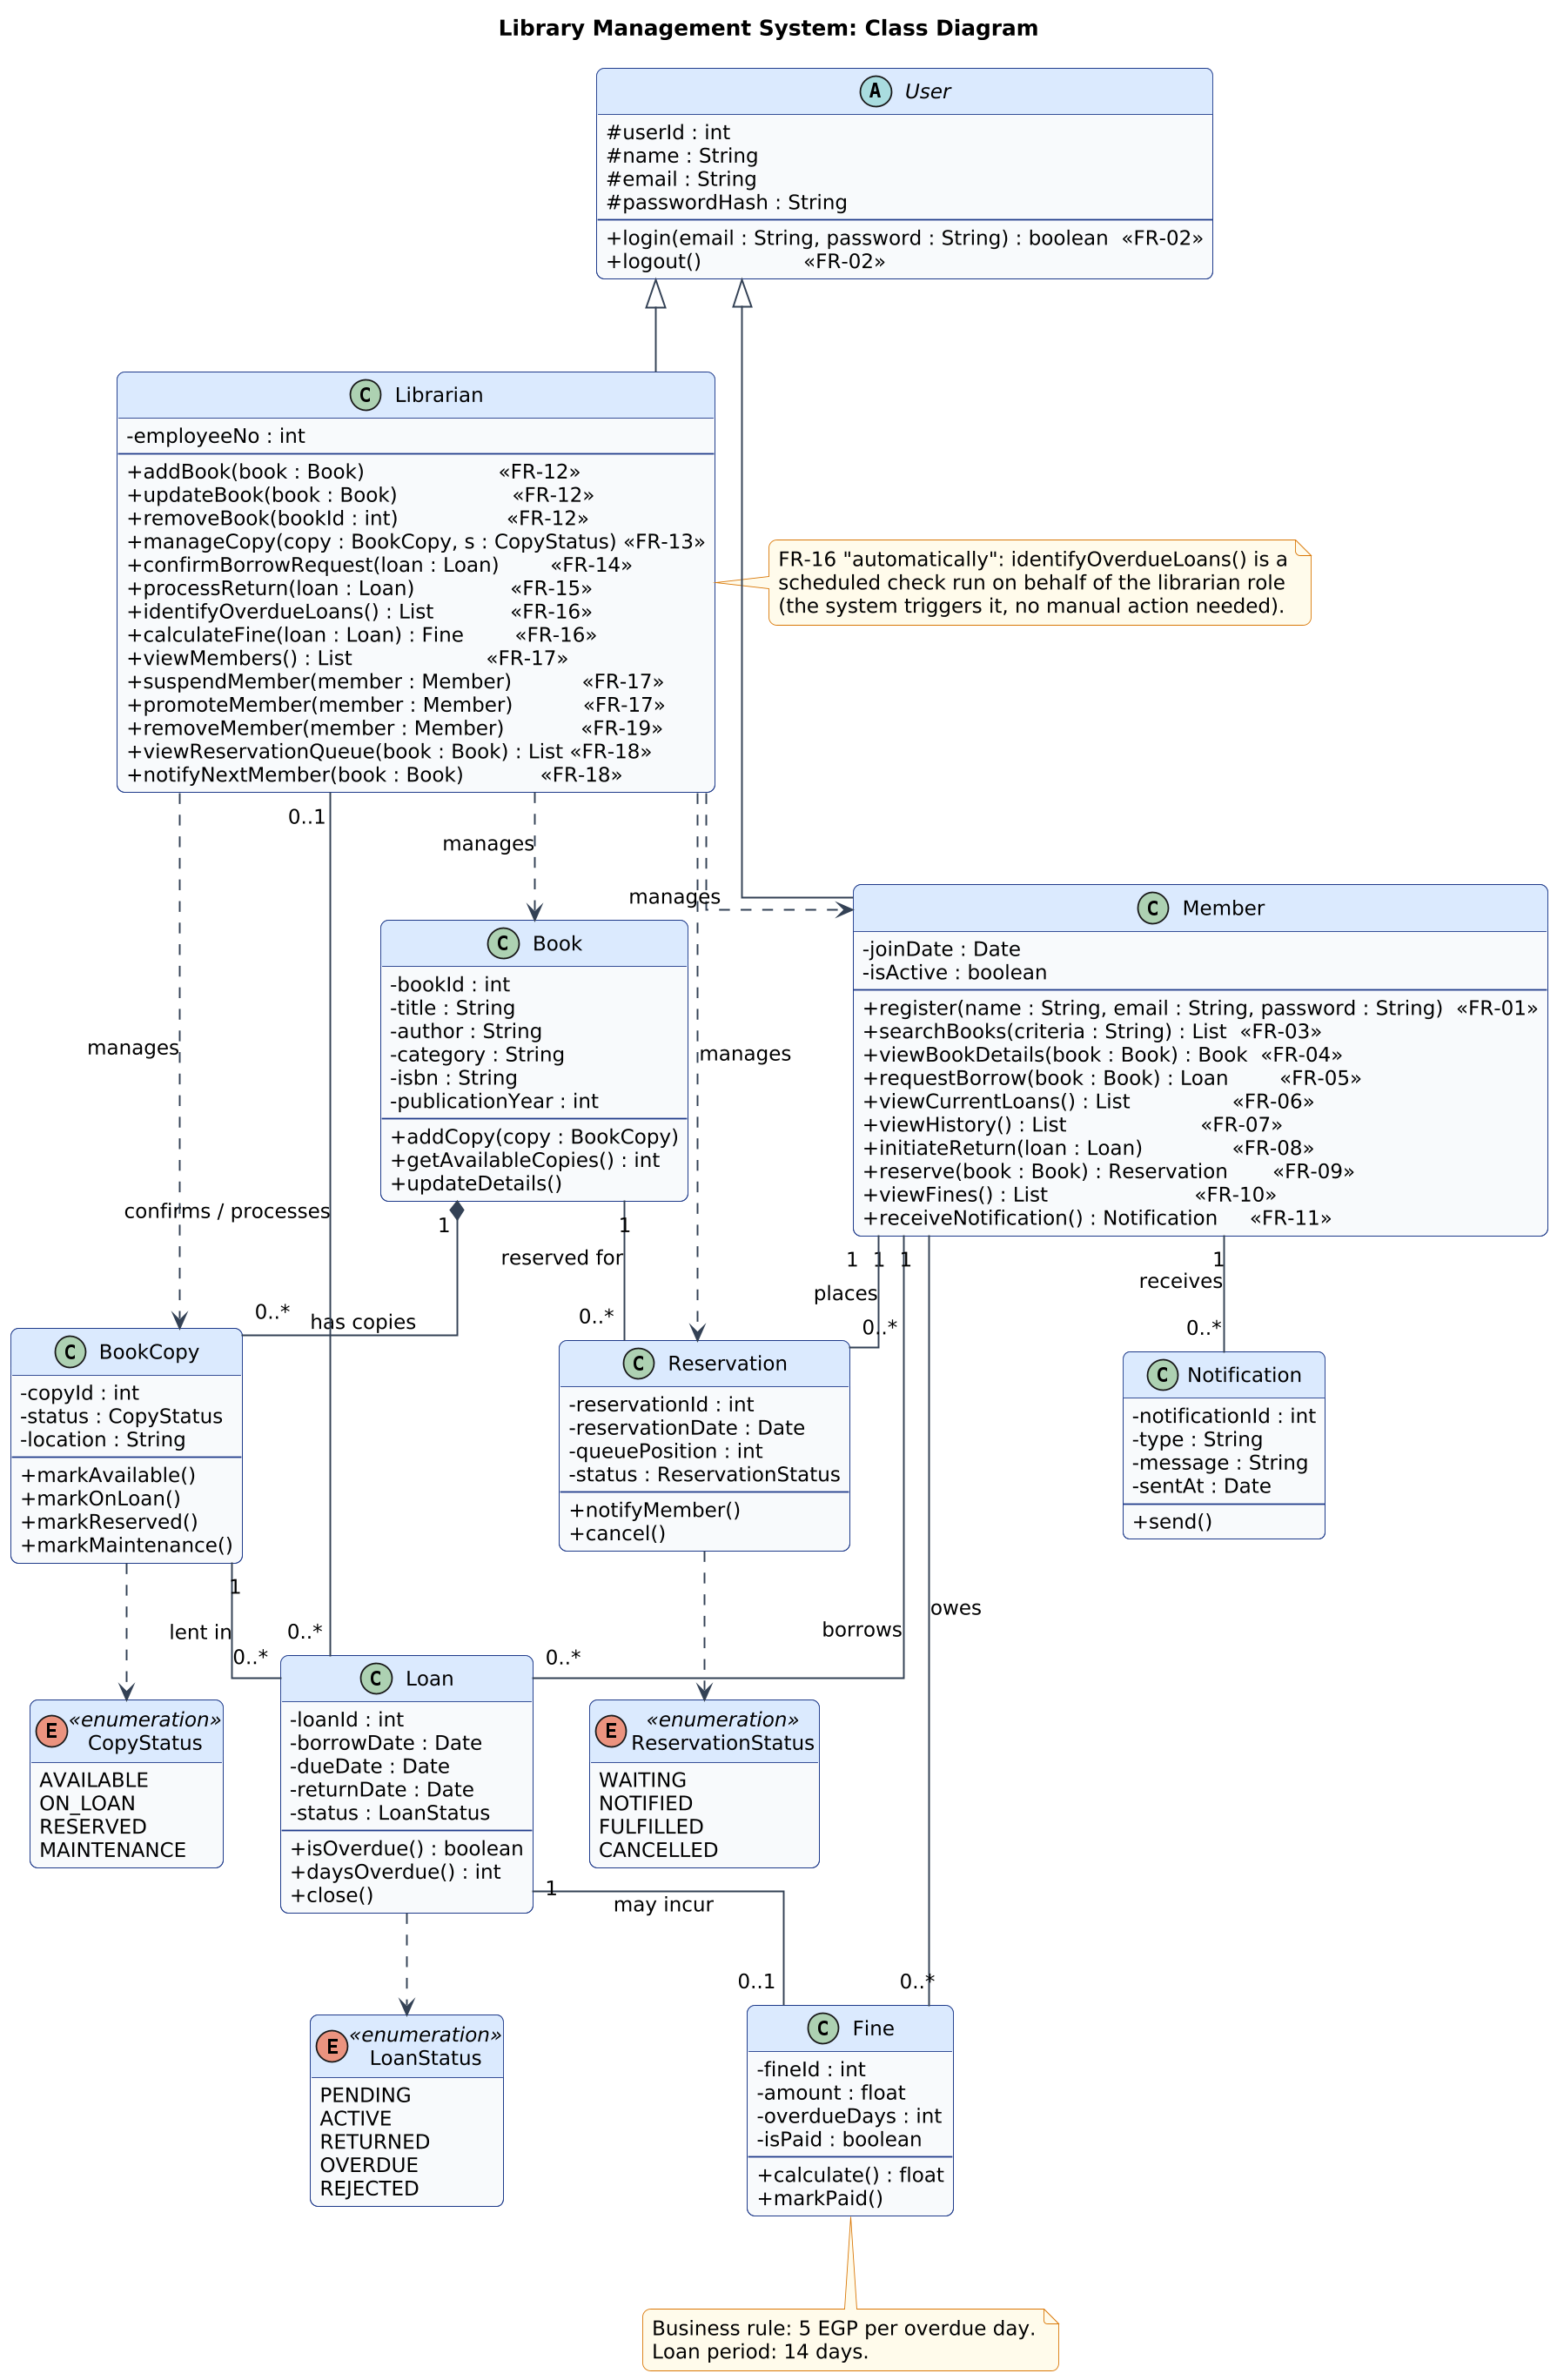 Library Management System: Class Diagram
A User
#userId : int
#name : String
#email : String
#passwordHash : String
+login(email : String, password : String) : boolean «FR-02»
+logout() «FR-02»
C Librarian
-employeeNo : int
+addBook(book : Book) «FR-12»
+updateBook(book : Book) «FR-12»
+removeBook(bookId : int) «FR-12»
+manageCopy(copy : BookCopy, s : CopyStatus) «FR-13»
+confirmBorrowRequest(loan : Loan) «FR-14»
+processReturn(loan : Loan) «FR-15»
+identifyOverdueLoans() : List «FR-16»
+calculateFine(loan : Loan) : Fine «FR-16»
+viewMembers() : List «FR-17»
+suspendMember(member : Member) «FR-17»
+promoteMember(member : Member) «FR-17»
+removeMember(member : Member) «FR-19»
+viewReservationQueue(book : Book) : List «FR-18»
+notifyNextMember(book : Book) «FR-18»
FR-16 "automatically": identifyOverdueLoans() is a
scheduled check run on behalf of the librarian role
(the system triggers it, no manual action needed).
0..1
manages
manages
manages
manages
confirms / processes
C Book
-bookId : int
-title : String
-author : String
-category : String
-isbn : String
-publicationYear : int
+addCopy(copy : BookCopy)
+getAvailableCopies() : int
+updateDetails()
C Member
-joinDate : Date
-isActive : boolean
+register(name : String, email : String, password : String) «FR-01»
+searchBooks(criteria : String) : List «FR-03»
+viewBookDetails(book : Book) : Book «FR-04»
+requestBorrow(book : Book) : Loan «FR-05»
+viewCurrentLoans() : List «FR-06»
+viewHistory() : List «FR-07»
+initiateReturn(loan : Loan) «FR-08»
+reserve(book : Book) : Reservation «FR-09»
+viewFines() : List «FR-10»
+receiveNotification() : Notification «FR-11»
1
1
1
1
1
1
reserved for
places
receives
0..*
has copies
0..*
0..*
0..*
C BookCopy
-copyId : int
-status : CopyStatus
-location : String
+markAvailable()
+markOnLoan()
+markReserved()
+markMaintenance()
C Reservation
-reservationId : int
-reservationDate : Date
-queuePosition : int
-status : ReservationStatus
+notifyMember()
+cancel()
C Notification
-notificationId : int
-type : String
-message : String
-sentAt : Date
+send()
1
lent in
0..*
0..*
0..*
borrows
owes
E «enumeration»
CopyStatus
AVAILABLE
ON_LOAN
RESERVED
MAINTENANCE
C Loan
-loanId : int
-borrowDate : Date
-dueDate : Date
-returnDate : Date
-status : LoanStatus
+isOverdue() : boolean
+daysOverdue() : int
+close()
E «enumeration»
ReservationStatus
WAITING
NOTIFIED
FULFILLED
CANCELLED
1
may incur
0..1
0..*
E «enumeration»
LoanStatus
PENDING
ACTIVE
RETURNED
OVERDUE
REJECTED
C Fine
-fineId : int
-amount : float
-overdueDays : int
-isPaid : boolean
+calculate() : float
+markPaid()
Business rule: 5 EGP per overdue day.
Loan period: 14 days.